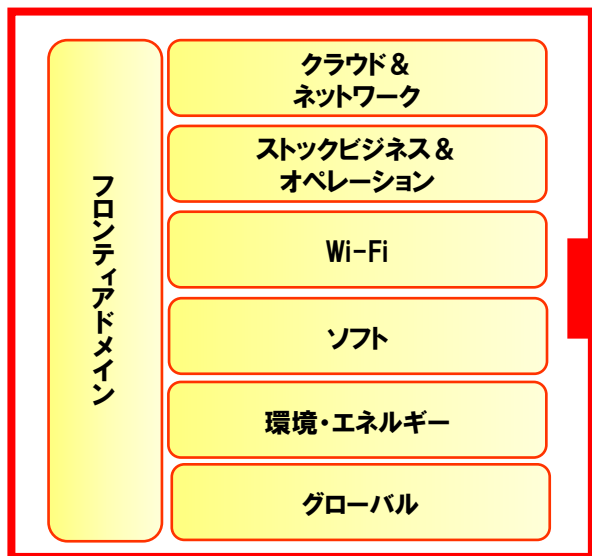 フロンティアドメイン
クラウド＆
ネットワーク
ストックビジネス＆
オペレーション
Wi-Fi
ソフト
環境・エネルギー
グローバル